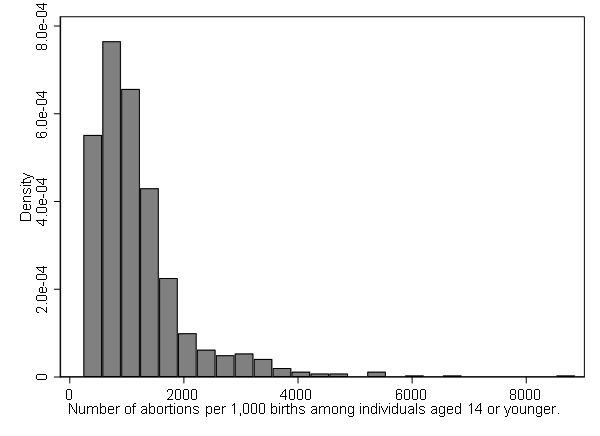 8.0e-04
6.0e-04
Density
4.0e-04
2.0e-04
0
0 2000 4000 6000 8000
Number of abortions per 1,000 births among individuals aged 14 or younger.